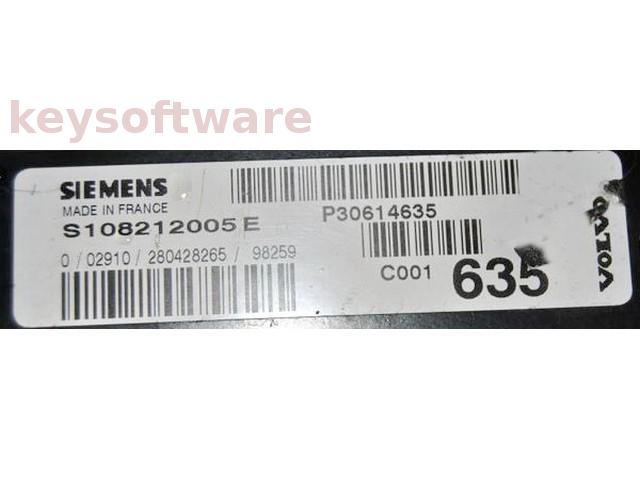 keysoftware
SIEMENS
MADE IN FRANCE
S108212005 E
0 / 02910 / 280428265 / 98259
P30614635
C001 635
VOLVO